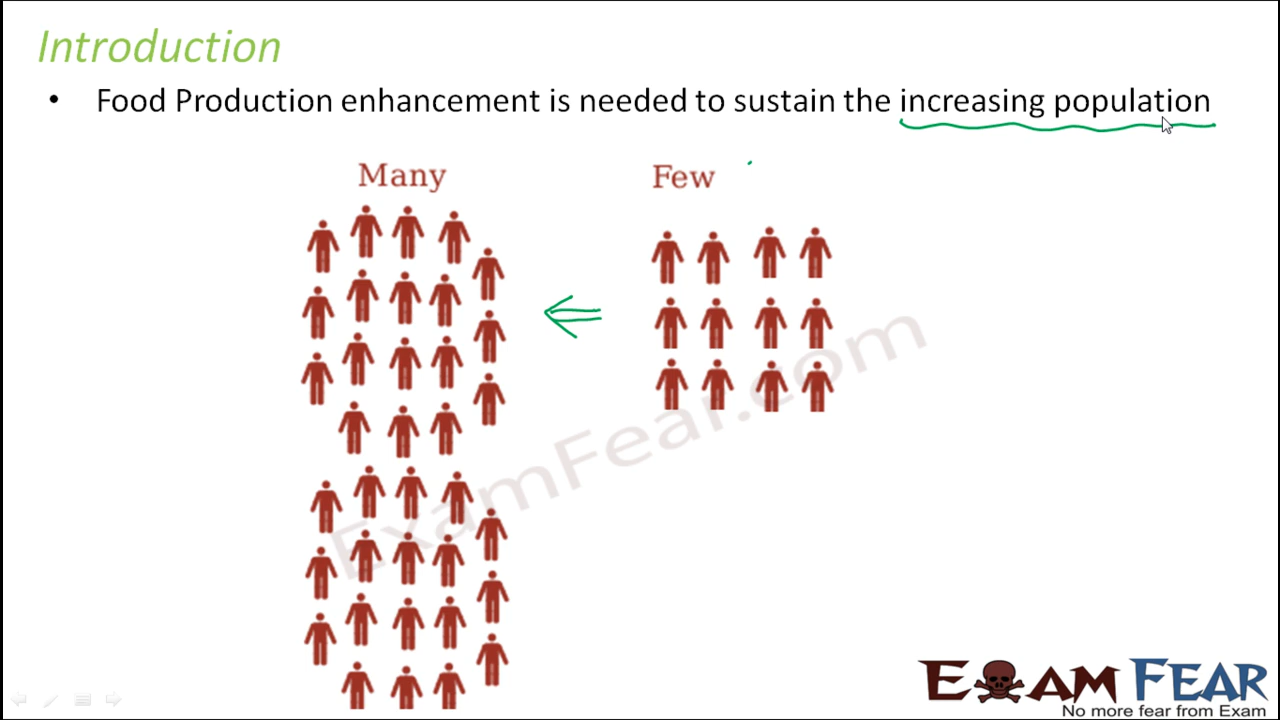 Introduction
• Food Production enhancement is needed to sustain the increasing population
Many
Few
ExamFear.com
EXAM FEAR
No more fear from Exam